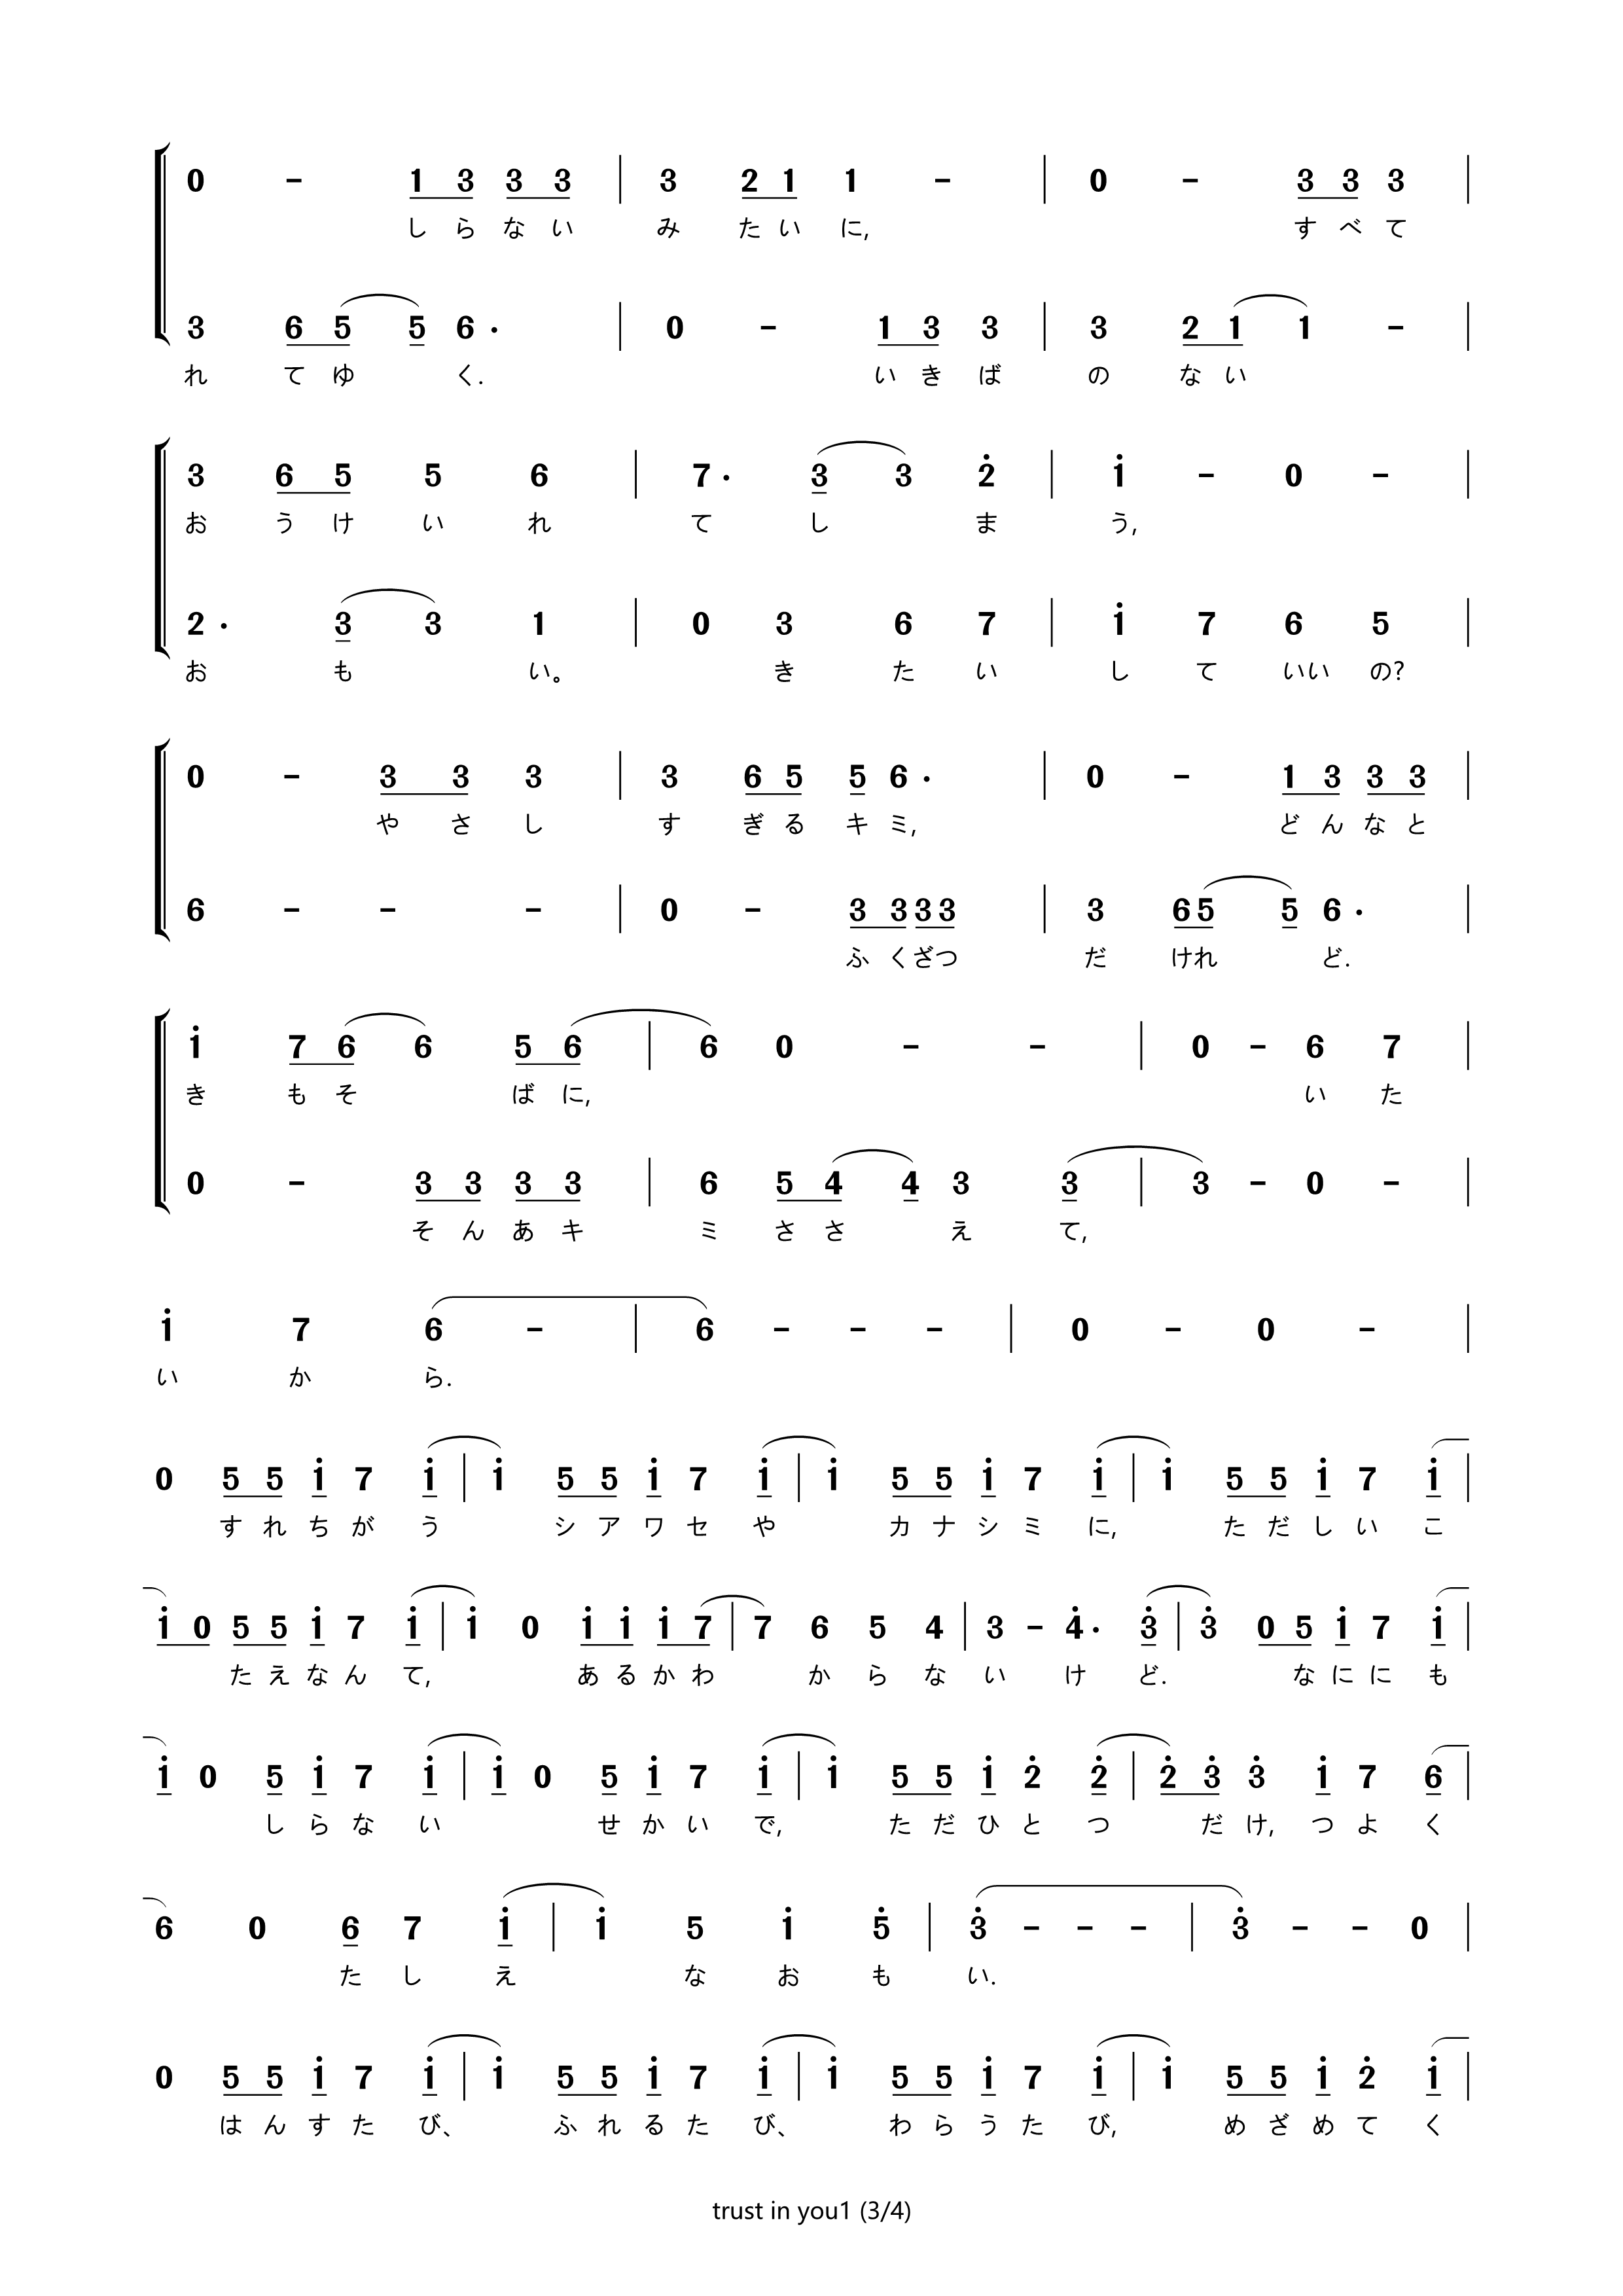 0 - 1 3 3 3 | 3 2 1 1 - | 0 - 3 3 3 |
し ら な い み た い に, す べ て
3 6 5 5 6 · | 0 - 1 3 3 | 3 2 1 1 - |
れ て ゆ く. い き ば の な い
3 6 5 5 6 | 7 · 3 3 2̇ | 1̇ - 0 - |
お う け い れ て し ま う,
2 · 3 3 1 | 0 3 6 7 | 1̇ 7 6 5 |
お も い。 き た い し て いい の?
0 - 3 3 3 | 3 6 5 5 6 · | 0 - 1 3 3 3 |
や さ し す ぎ る キ ミ, ど ん な と
6 - - - | 0 - 3 3 3 3 | 3 6 5 5 6 · |
ふ く ざ つ だ け れ ど.
1̇ 7 6 6 5 6 | 6 0 - - | 0 - 6 7 |
き も そ ば に, い た
0 - 3 3 3 3 | 6 5 4 4 3 3 | 3 - 0 - |
そ ん あ キ ミ さ さ え て,
1̇ 7 6 - | 6 - - - | 0 - 0 - |
い か ら.
0 5 5 1̇ 7 1̇ | 1̇ 5 5 1̇ 7 1̇ | 1̇ 5 5 1̇ 7 1̇ | 1̇ 5 5 1̇ 7 1̇ |
す れ ち が う シ ア ワ セ や カ ナ シ ミ に, た だ し い こ
1̇ 0 5 5 1̇ 7 1̇ | 1̇ 0 1̇ 1̇ 1̇ 7 | 7 6 5 4 | 3 - 4̇ · 3̇ | 3̇ 0 5 1̇ 7 1̇ |
た え な ん て, あ る か わ か ら な い け ど. な に に も
1̇ 0 5 1̇ 7 1̇ | 1̇ 0 5 1̇ 7 1̇ | 1̇ 5 5 1̇ 2̇ 2̇ | 2̇ 3̇ 3̇ 1̇ 7 6 |
し ら な い せ か い で, た だ ひ と つ だ け, つ よ く
6 0 6 7 1̇ | 1̇ 5 1̇ 5̇ | 3̇ - - - | 3̇ - - 0 |
た し え な お も い.
0 5 5 1̇ 7 1̇ | 1̇ 5 5 1̇ 7 1̇ | 1̇ 5 5 1̇ 7 1̇ | 1̇ 5 5 1̇ 2̇ 1̇ |
は ん す た び、 ふ れ る た び、 わ ら う た び, め ざ め て く
trust in you1 (3/4)